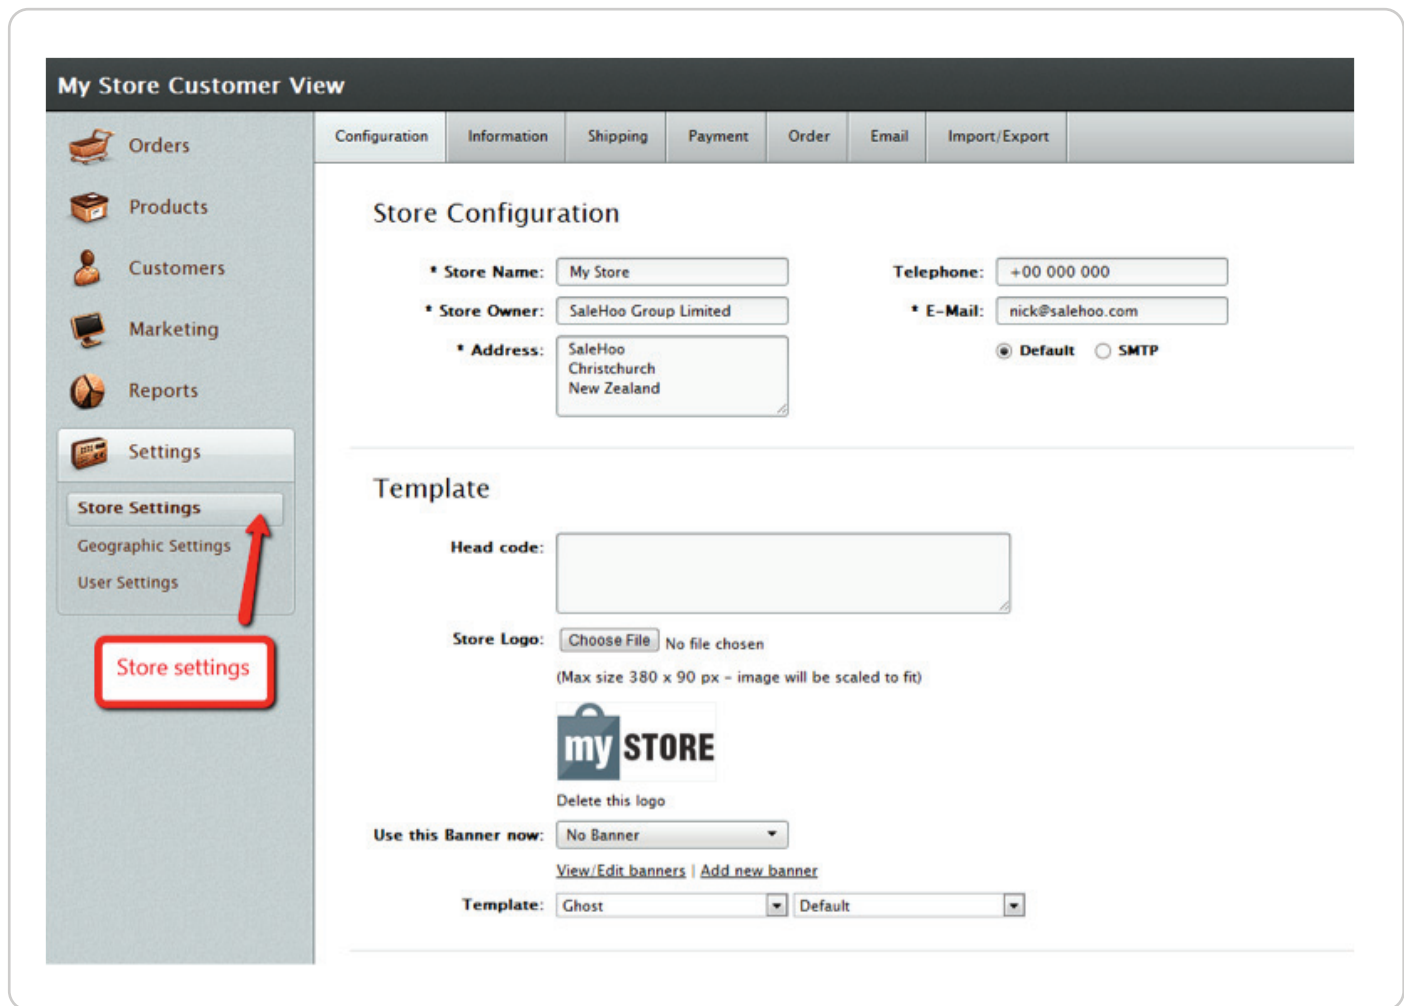 My Store Customer View
Orders
Products
Customers
Marketing
Reports
Settings
Store Settings
Geographic Settings
User Settings
Store settings
Configuration Information Shipping Payment Order Email Import/Export
Store Configuration
* Store Name: My Store Telephone: +00 000 000
* Store Owner: SaleHoo Group Limited * E-Mail: nick@salehoo.com
* Address: SaleHoo Default SMTP
Christchurch
New Zealand
Template
Head code:
Store Logo: Choose File No file chosen
(Max size 380 x 90 px – image will be scaled to fit)
my STORE
Delete this logo
Use this Banner now: No Banner
View/Edit banners | Add new banner
Template: Ghost Default